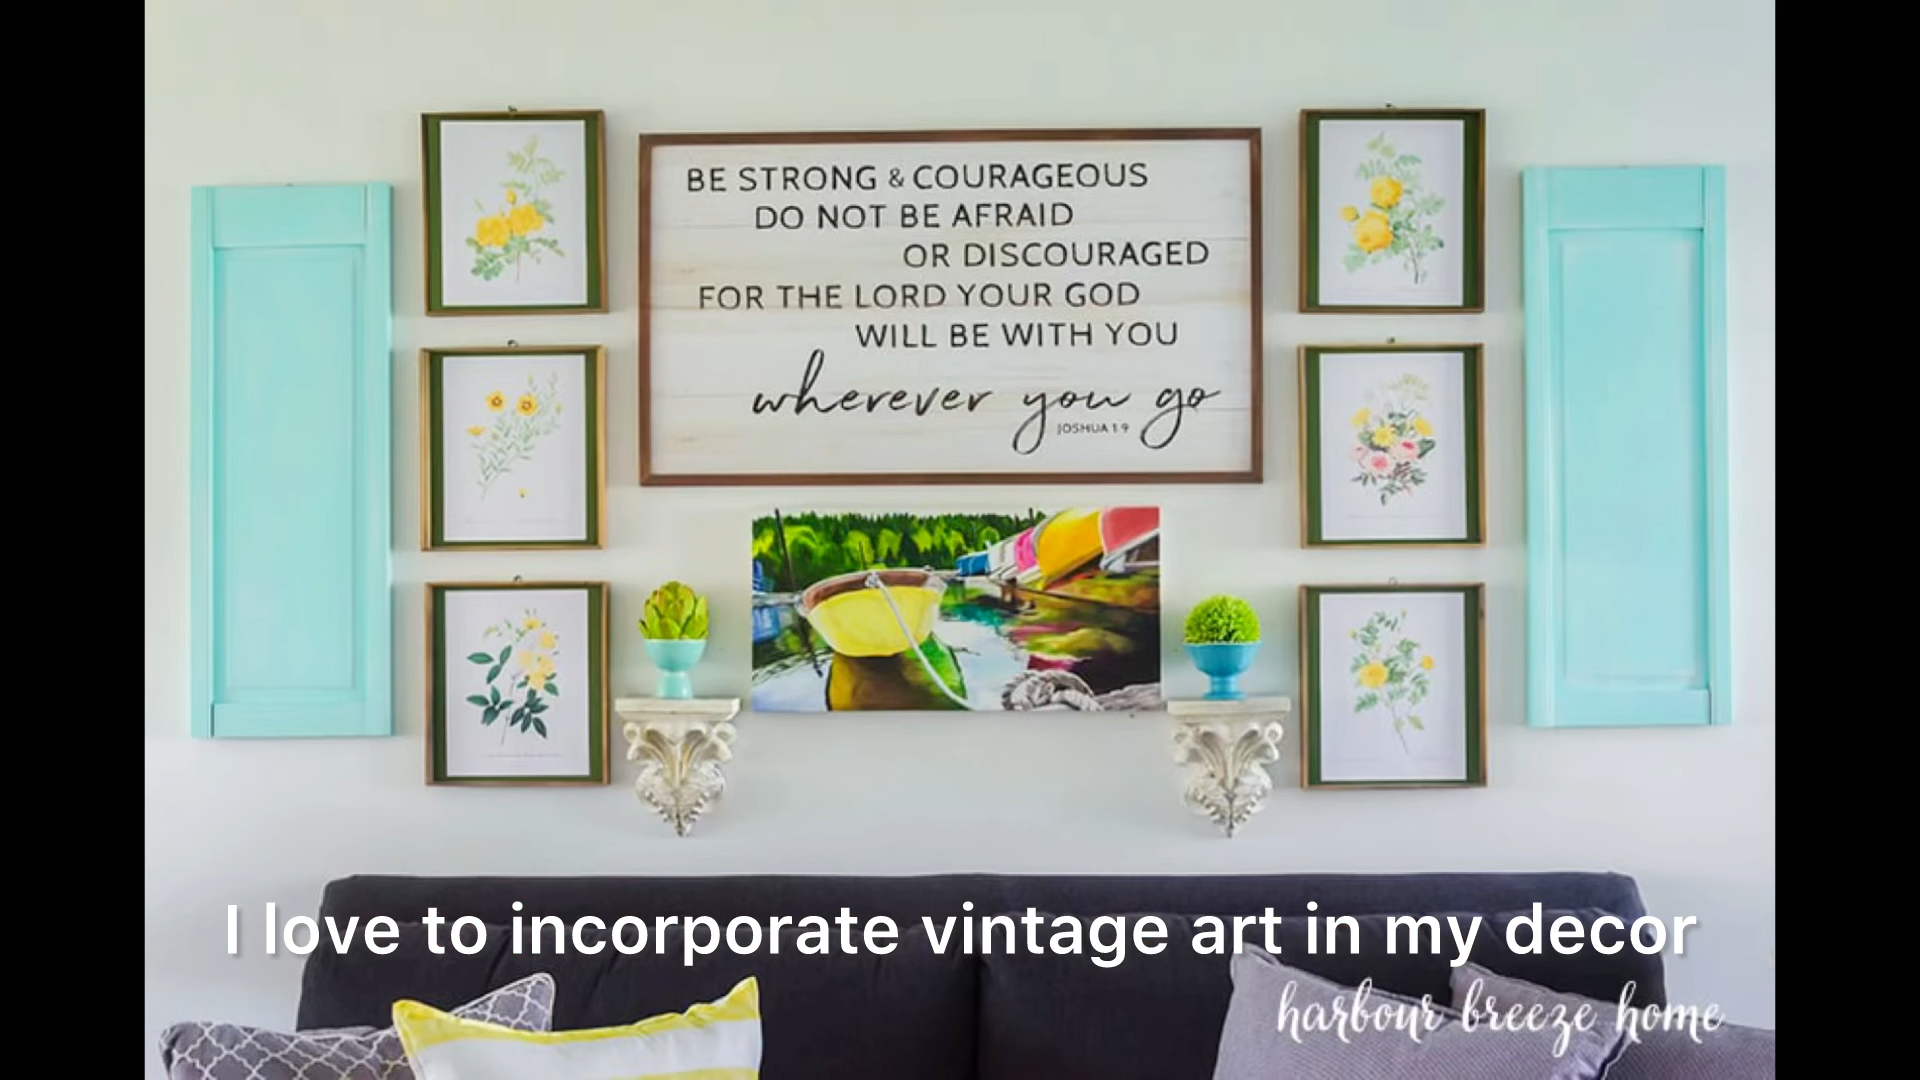 BE STRONG & COURAGEOUS
DO NOT BE AFRAID
OR DISCOURAGED
FOR THE LORD YOUR GOD
WILL BE WITH YOU
wherever you go
JOSHUA 1:9
I love to incorporate vintage art in my decor
harbour breeze home